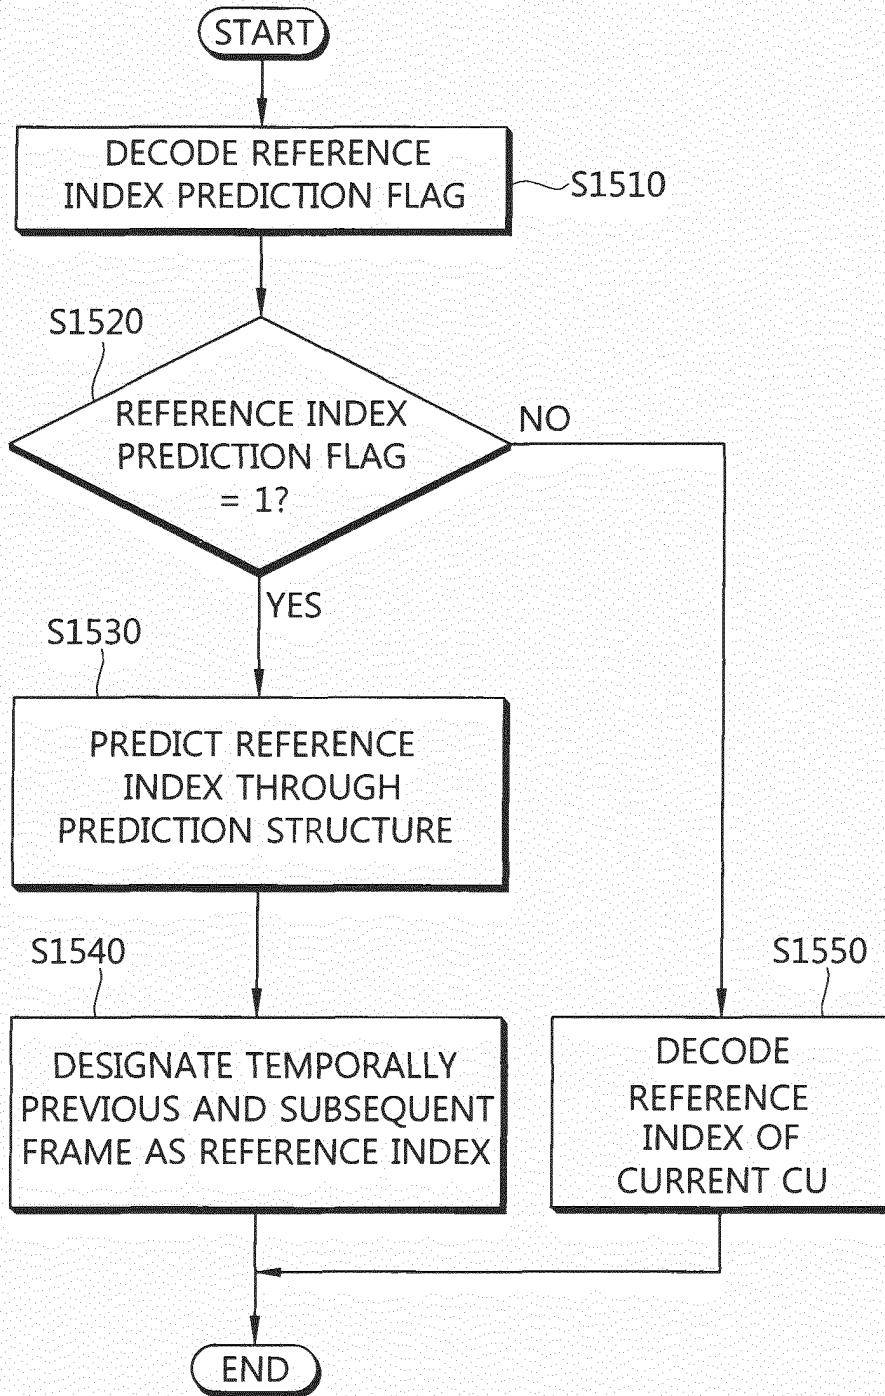 START
DECODE REFERENCE
INDEX PREDICTION FLAG
S1510
S1520
REFERENCE INDEX
PREDICTION FLAG
= 1?
NO
YES
S1530
PREDICT REFERENCE
INDEX THROUGH
PREDICTION STRUCTURE
S1540
DESIGNATE TEMPORALLY
PREVIOUS AND SUBSEQUENT
FRAME AS REFERENCE INDEX
S1550
DECODE
REFERENCE
INDEX OF
CURRENT CU
END